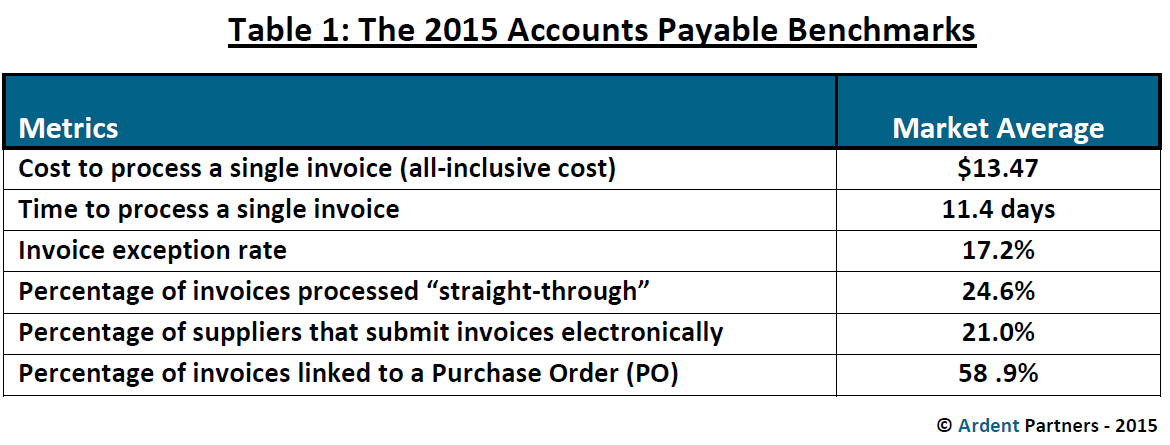 Table 1: The 2015 Accounts Payable Benchmarks
Metrics Market Average
Cost to process a single invoice (all-inclusive cost) $13.47
Time to process a single invoice 11.4 days
Invoice exception rate 17.2%
Percentage of invoices processed “straight-through” 24.6%
Percentage of suppliers that submit invoices electronically 21.0%
Percentage of invoices linked to a Purchase Order (PO) 58 .9%
© Ardent Partners - 2015